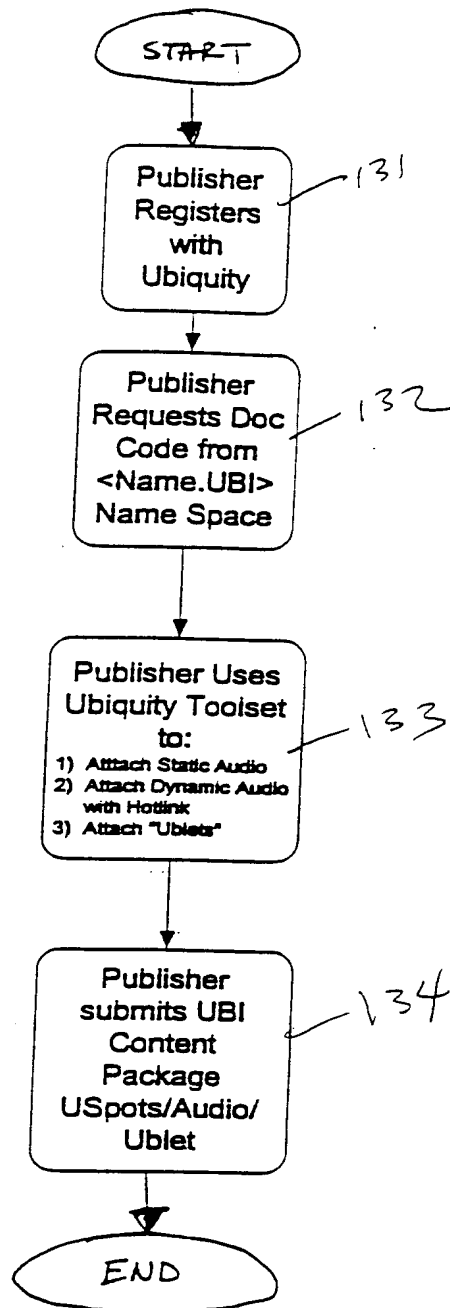 START
Publisher
Registers
with
Ubiquity
131
Publisher
Requests Doc
Code from
<Name.UBI>
Name Space
132
Publisher Uses
Ubiquity Toolset
to:
1) Atttach Static Audio
2) Attach Dynamic Audio
with Hotlink
3) Attach "Ublets"
133
Publisher
submits UBI
Content
Package
USpots/Audio/
Ublet
134
END